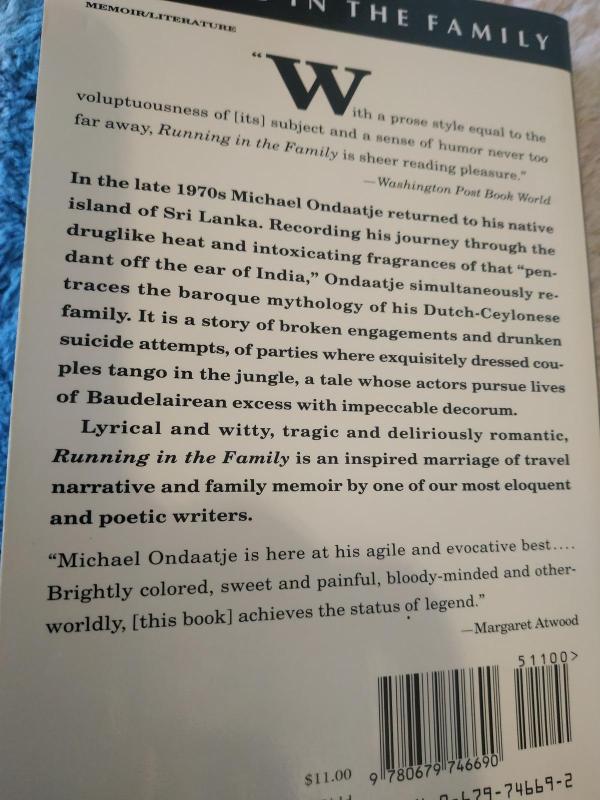 IN THE FAMILY
MEMOIR/LITERATURE
“With a prose style equal to the
voluptuousness of [its] subject and a sense of humor never too
far away, Running in the Family is sheer reading pleasure.”
—Washington Post Book World
In the late 1970s Michael Ondaatje returned to his native
island of Sri Lanka. Recording his journey through the
druglike heat and intoxicating fragrances of that “pen-
dant off the ear of India,” Ondaatje simultaneously re-
traces the baroque mythology of his Dutch-Ceylonese
family. It is a story of broken engagements and drunken
suicide attempts, of parties where exquisitely dressed cou-
ples tango in the jungle, a tale whose actors pursue lives
of Baudelairean excess with impeccable decorum.
Lyrical and witty, tragic and deliriously romantic,
Running in the Family is an inspired marriage of travel
narrative and family memoir by one of our most eloquent
and poetic writers.
“Michael Ondaatje is here at his agile and evocative best....
Brightly colored, sweet and painful, bloody-minded and other-
worldly, [this book] achieves the status of legend.”
—Margaret Atwood
51100>
$11.00
9 780679 746690
-679-74669-2